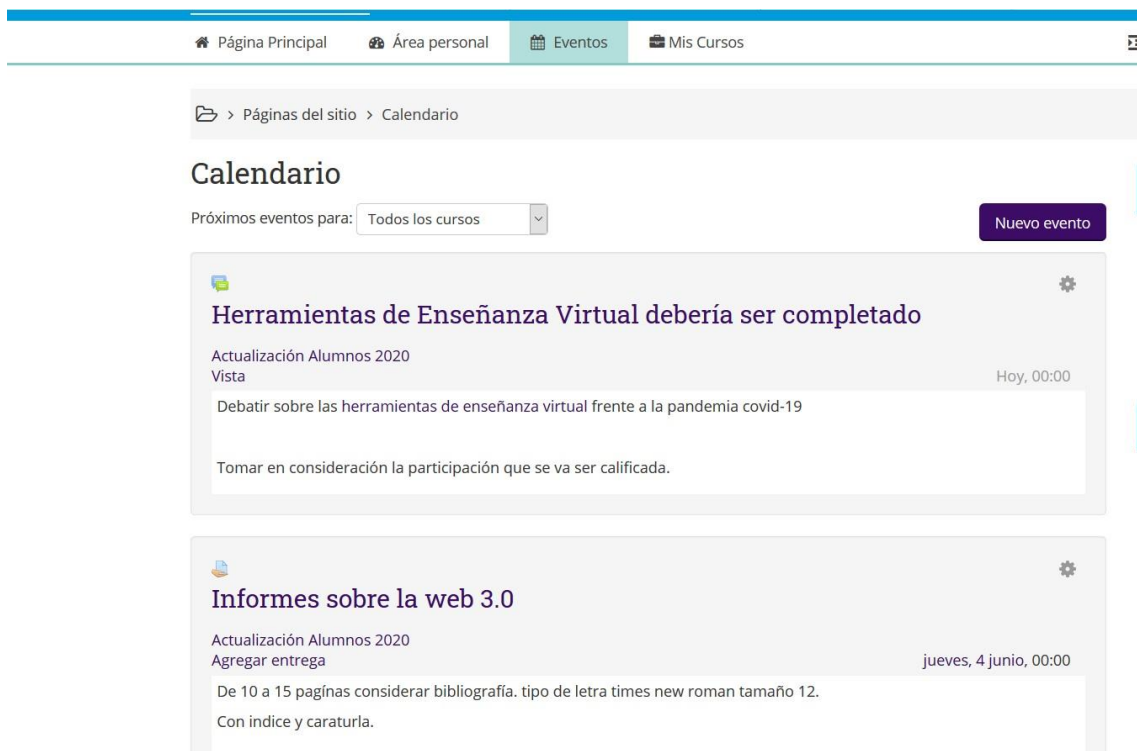 Página Principal Área personal Eventos Mis Cursos
> Páginas del sitio > Calendario
Calendario
Próximos eventos para: Todos los cursos Nuevo evento
Herramientas de Enseñanza Virtual debería ser completado
Actualización Alumnos 2020
Vista Hoy, 00:00
Debatir sobre las herramientas de enseñanza virtual frente a la pandemia covid-19
Tomar en consideración la participación que se va ser calificada.
Informes sobre la web 3.0
Actualización Alumnos 2020
Agregar entrega jueves, 4 junio, 00:00
De 10 a 15 pagínas considerar bibliografía. tipo de letra times new roman tamaño 12.
Con indice y caraturla.